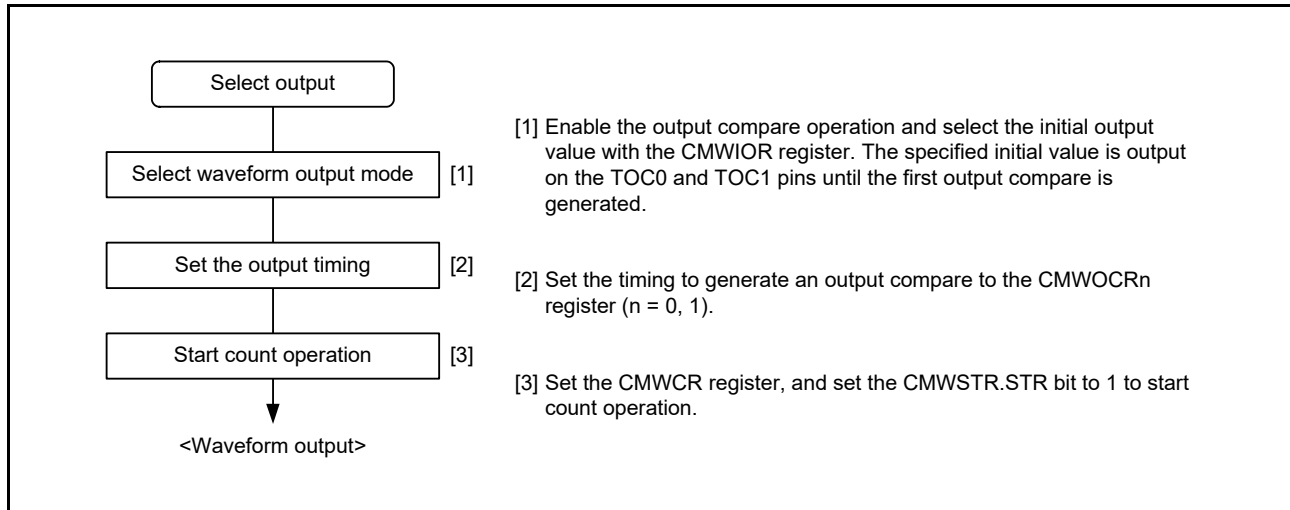 Select output
Select waveform output mode [1]
Set the output timing [2]
Start count operation [3]
<Waveform output>
[1] Enable the output compare operation and select the initial output
value with the CMWIOR register. The specified initial value is output
on the TOC0 and TOC1 pins until the first output compare is
generated.
[2] Set the timing to generate an output compare to the CMWOCRn
register (n = 0, 1).
[3] Set the CMWCR register, and set the CMWSTR.STR bit to 1 to start
count operation.